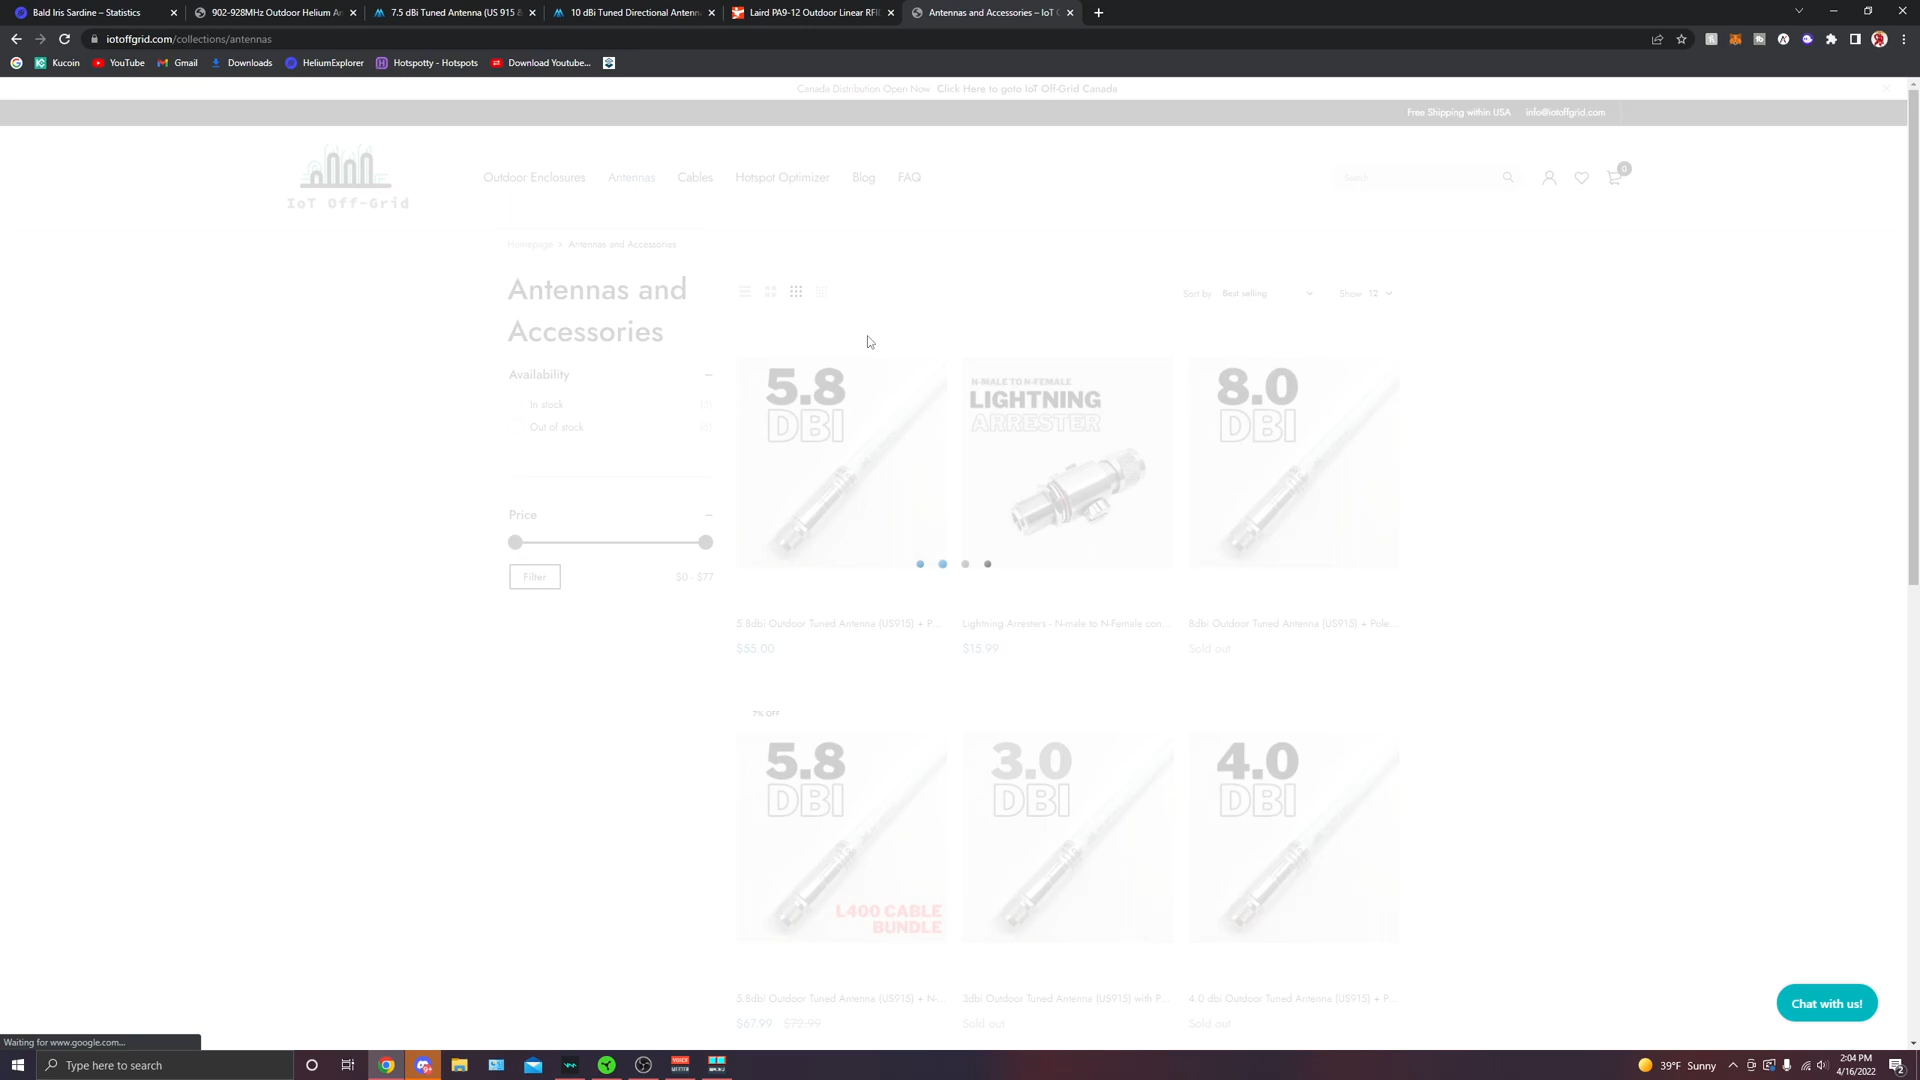 Bald Iris Sardine – Statistics
902-928MHz Outdoor Helium An
7.5 dBi Tuned Antenna (US 915 &
10 dBi Tuned Directional Antenn
Laird PA9-12 Outdoor Linear RFI
Antennas and Accessories – IoT O
iotoffgrid.com/collections/antennas
Kucoin
YouTube
Gmail
Downloads
HeliumExplorer
Hotspotty - Hotspots
Download Youtube...
Canada Distribution Open Now Click Here to goto IoT Off-Grid Canada
Free Shipping within USA info@iotoffgrid.com
IoT Off-Grid
Outdoor Enclosures Antennas Cables Hotspot Optimizer Blog FAQ
Search
0
Homepage > Antennas and Accessories
Antennas and
Accessories
Sort by Best selling Show 12
Availability
In stock
Out of stock (6)
Price
Filter $0 - $77
5.8
DBI
N-MALE TO N-FEMALE
LIGHTNING
ARRESTER
8.0
DBI
5.8dbi Outdoor Tuned Antenna (US915) + P...
$55.00
Lightning Arresters - N-male to N-Female con...
$15.99
8dbi Outdoor Tuned Antenna (US915) + Pole...
Sold out
7% OFF
5.8
DBI
L400 CABLE
BUNDLE
3.0
DBI
4.0
DBI
5.8dbi Outdoor Tuned Antenna (US915) + N-...
$67.99 $72.99
3dbi Outdoor Tuned Antenna (US915) with P...
Sold out
4.0 dbi Outdoor Tuned Antenna (US915) + P...
Sold out
Chat with us!
Waiting for www.google.com...
Type here to search
39°F Sunny
2:04 PM
4/16/2022